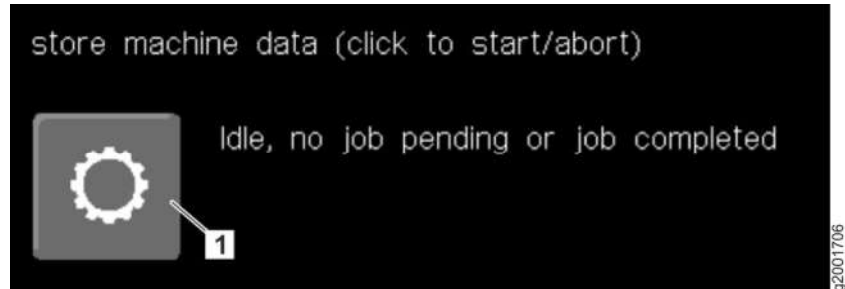 store machine data (click to start/abort)
Idle, no job pending or job completed
1
g2001706